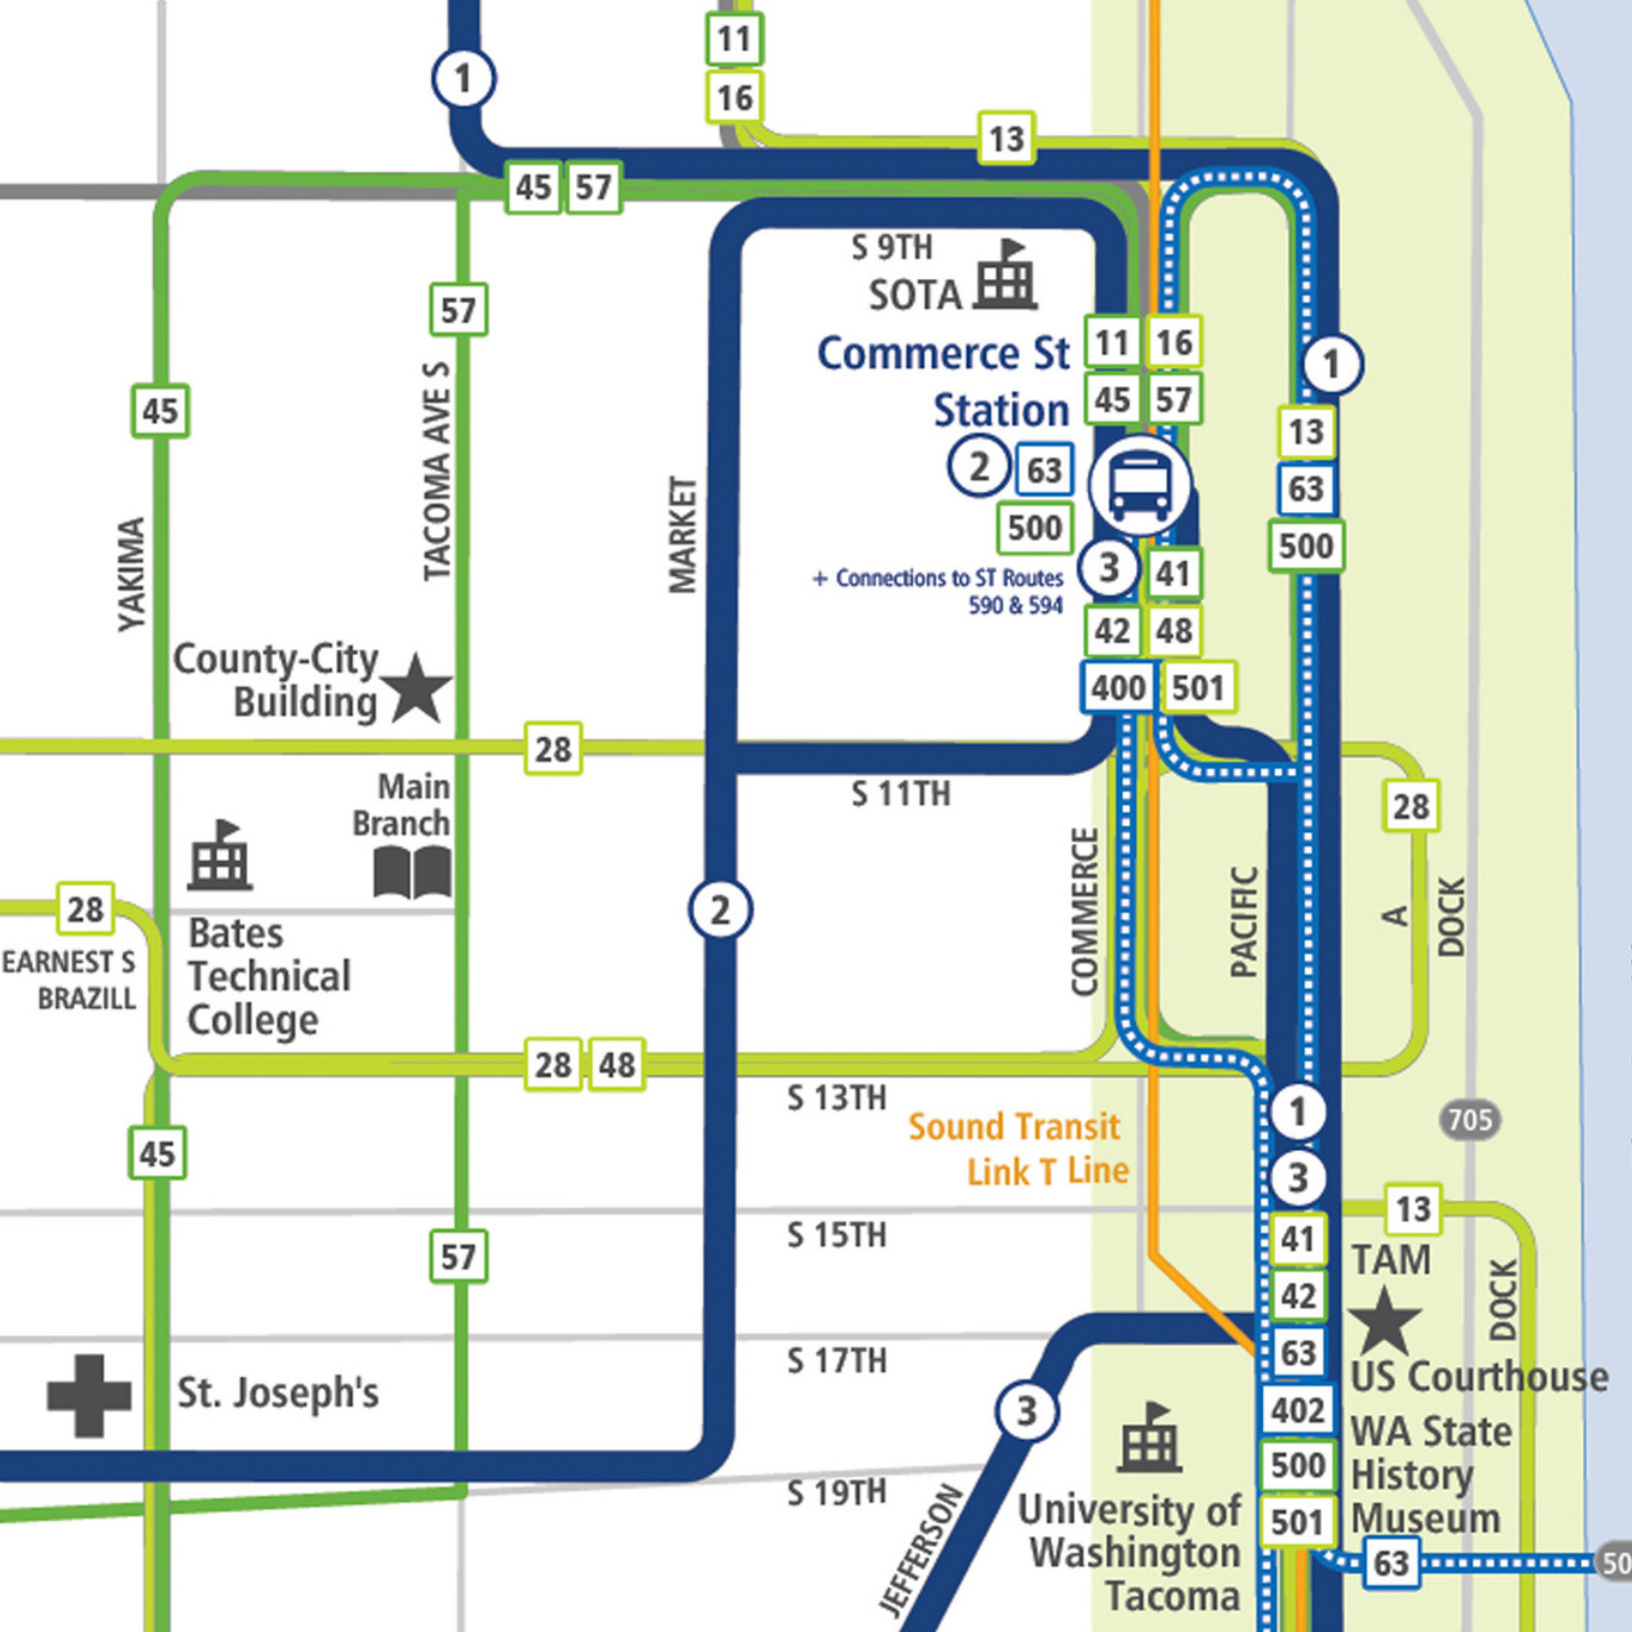 11
1
16
13
45 57
S 9TH
SOTA
57
11 16
Commerce St
1
45 57
45
Station
13
2 63
63
500
500
3 41
+ Connections to ST Routes
590 & 594
TACOMA AVE S
MARKET
YAKIMA
42 48
County-City
Building
400 501
28
S 11TH
Main
Branch
28
COMMERCE
PACIFIC
A
DOCK
28
2
Bates
Technical
College
EARNEST S
BRAZILL
28 48
S 13TH
1
705
Sound Transit
Link T Line
45
3
13
S 15TH
41
TAM
57
42
DOCK
S 17TH
63
US Courthouse
St. Joseph's
3
402
WA State
History
Museum
500
S 19TH
JEFFERSON
University of
Washington
Tacoma
501
63
50